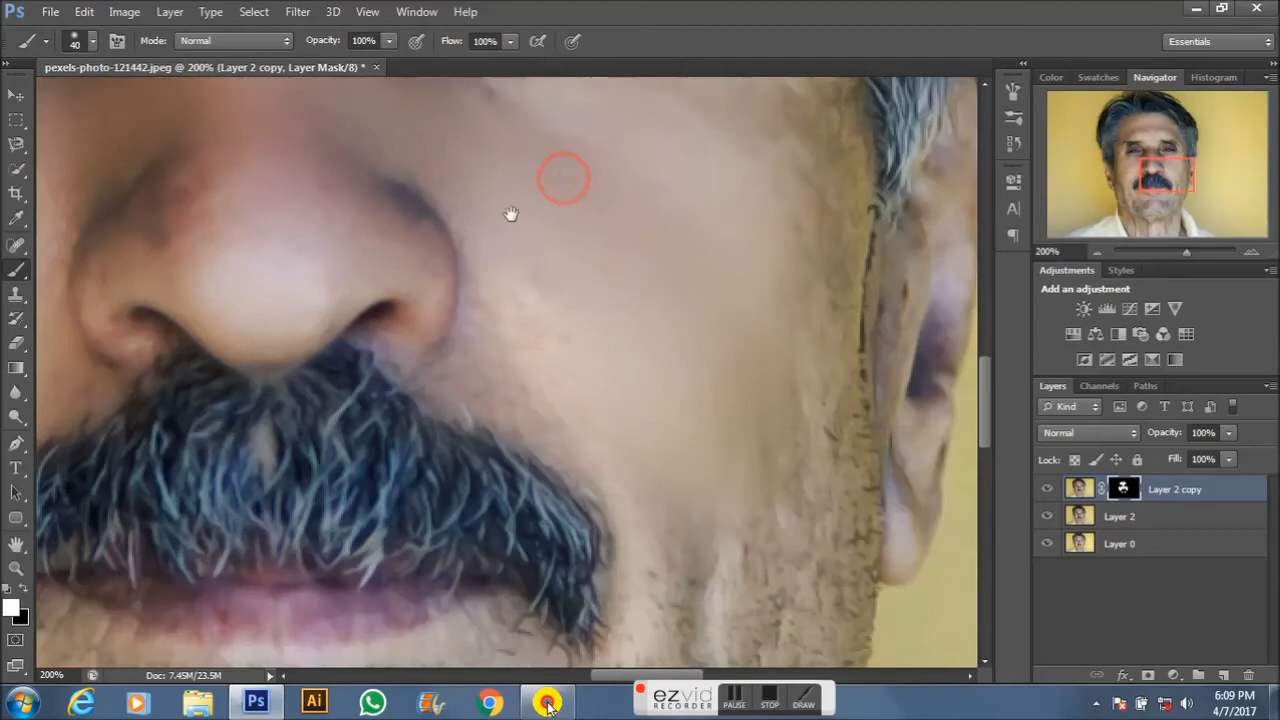 Ps File Edit Image Layer Type Select Filter 3D View Window Help
40 Mode: Normal Opacity: 100% Flow: 100% Essentials
pexels-photo-121442.jpeg @ 200% (Layer 2 copy, Layer Mask/8) * ×
Color Swatches Navigator Histogram
200%
Adjustments Styles
Add an adjustment
Layers Channels Paths
Kind
Normal Opacity: 100%
Lock: Fill: 100%
Layer 2 copy
Layer 2
Layer 0
200% Doc: 7.45M/23.5M
Ps Ai
ezvid
RECORDER
PAUSE STOP DRAW
6:09 PM
4/7/2017